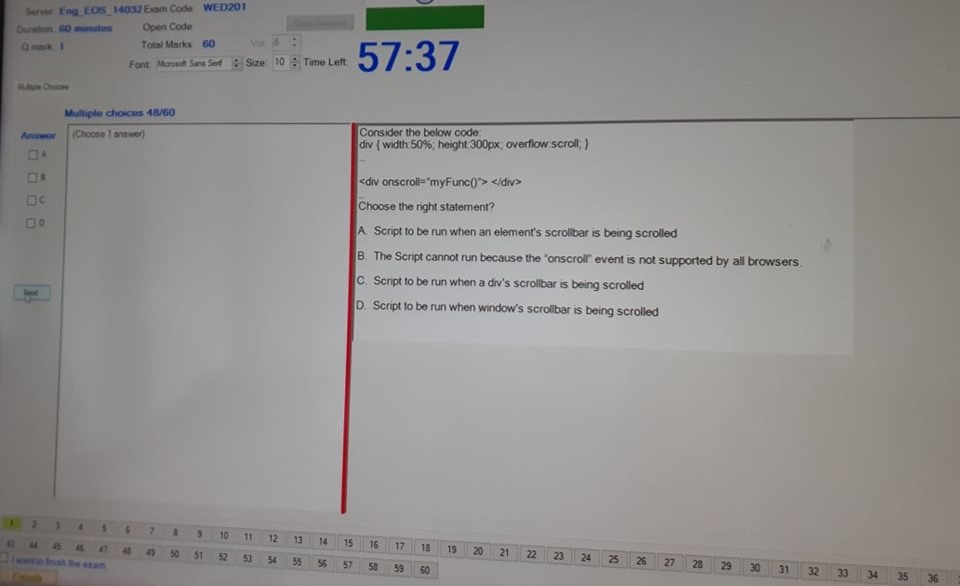 Server: Eng_EOS_14032 Exam Code: WED201
Duration: 60 minutes Open Code:
Q mark: 1 Total Marks: 60 Vol: 8
Font: Microsoft Sans Serif Size: 10 Time Left: 57:37
Multiple Choices
Multiple choices 48/60
Answer (Choose 1 answer)
A
B
C
D
Next
Consider the below code:
div { width:50%; height:300px; overflow:scroll; }
...
<div onscroll="myFunc()"> </div>
...
Choose the right statement?
A. Script to be run when an element's scrollbar is being scrolled
B. The Script cannot run because the "onscroll" event is not supported by all browsers.
C. Script to be run when a div's scrollbar is being scrolled
D. Script to be run when window's scrollbar is being scrolled
1 2 3 4 5 6 7 8 9 10 11 12 13 14 15 16 17 18 19 20 21 22 23 24 25 26 27 28 29 30 31 32 33 34 35 36
43 44 45 46 47 48 49 50 51 52 53 54 55 56 57 58 59 60
I want to finish the exam.
Finish